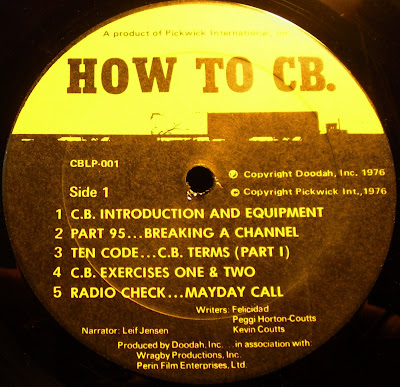 A product of Pickwick International, Inc.
HOW TO CB.
CBLP-001
℗ Copyright Doodah, Inc. 1976
Side 1
© Copyright Pickwick Int., 1976
1 C.B. INTRODUCTION AND EQUIPMENT
2 PART 95...BREAKING A CHANNEL
3 TEN CODE...C.B. TERMS (PART I)
4 C.B. EXERCISES ONE & TWO
5 RADIO CHECK...MAYDAY CALL
Writers: Felicidad
Peggi Horton-Coutts
Narrator: Leif Jensen Kevin Coutts
Produced by Doodah, Inc. ... in association with:
Wragby Productions, Inc.
Perin Film Enterprises, Ltd.